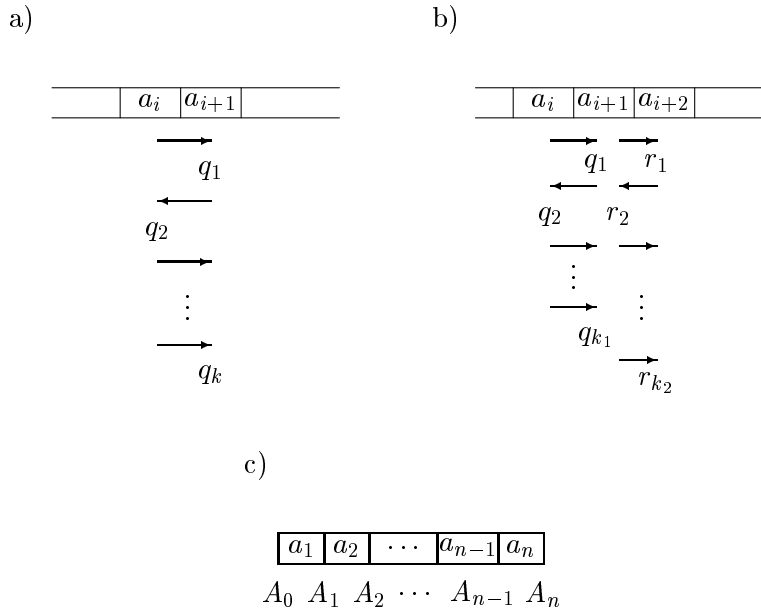 a)
a_i a_{i+1}
q_1
q_2
⋮
q_k
b)
a_i a_{i+1} a_{i+2}
q_1 r_1
q_2 r_2
⋮ ⋮
q_{k_1}
r_{k_2}
c)
a_1 a_2 ⋯ a_{n−1} a_n
A_0 A_1 A_2 ⋯ A_{n−1} A_n